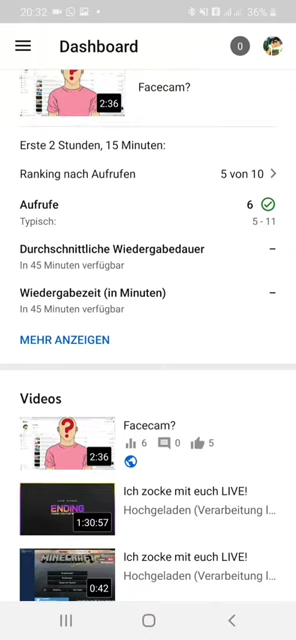 20:32
36%
Dashboard
0
?
2:36
Facecam?
Erste 2 Stunden, 15 Minuten:
Ranking nach Aufrufen 5 von 10
Aufrufe 6
Typisch: 5 - 11
Durchschnittliche Wiedergabedauer –
In 45 Minuten verfügbar
Wiedergabezeit (in Minuten) –
In 45 Minuten verfügbar
MEHR ANZEIGEN
Videos
?
2:36
Facecam?
6 0 5
ENDING
1:30:57
Ich zocke mit euch LIVE!
Hochgeladen (Verarbeitung l...
MINECRAFT
0:42
Ich zocke mit euch LIVE!
Hochgeladen (Verarbeitung l...